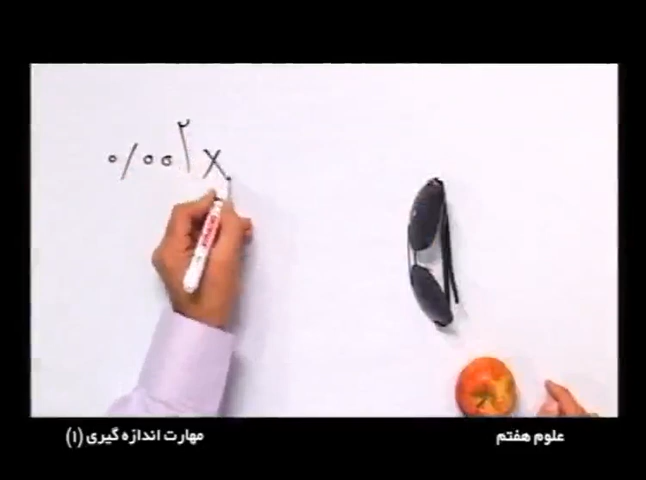 ۰/۰۰۲ X
علوم هفتم
مهارت اندازه گیری (۱)